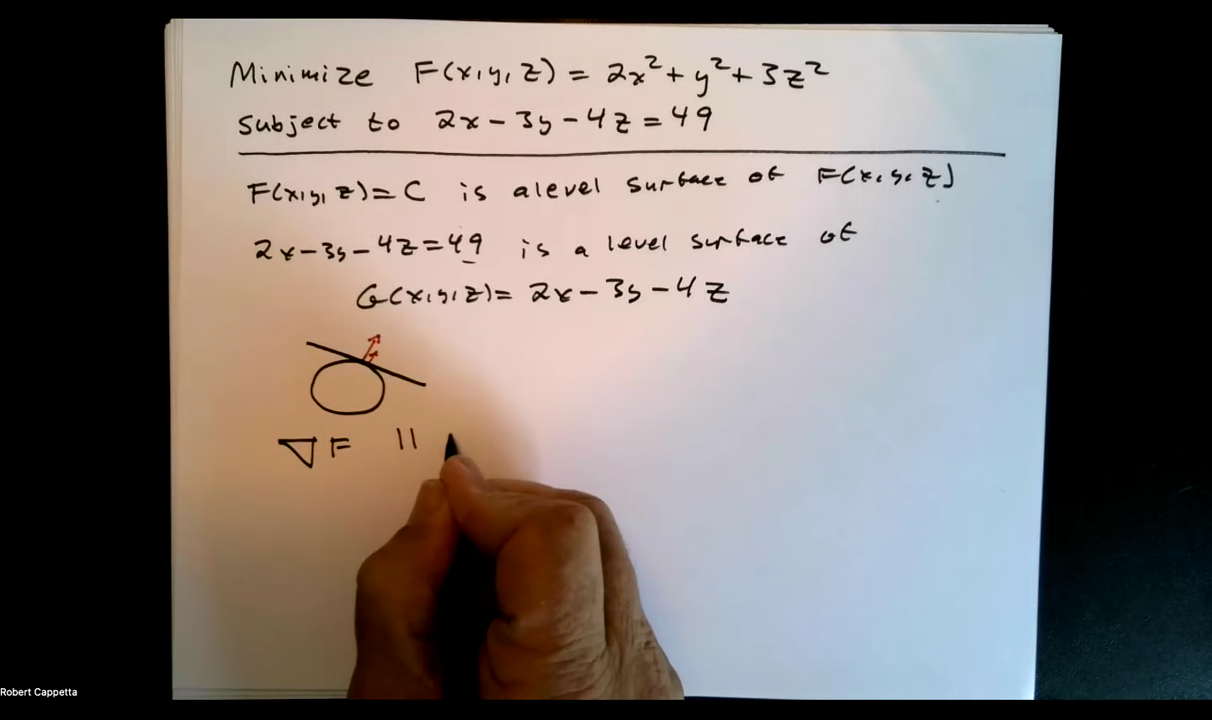 Minimize F(x,y,z) = 2x²+y²+3z²
subject to 2x-3y-4z=49
F(x,y,z)=C is a level surface of F(x,y,z)
2x-3y-4z=49 is a level surface of
G(x,y,z)= 2x-3y-4z
∇F ||
Robert Cappetta